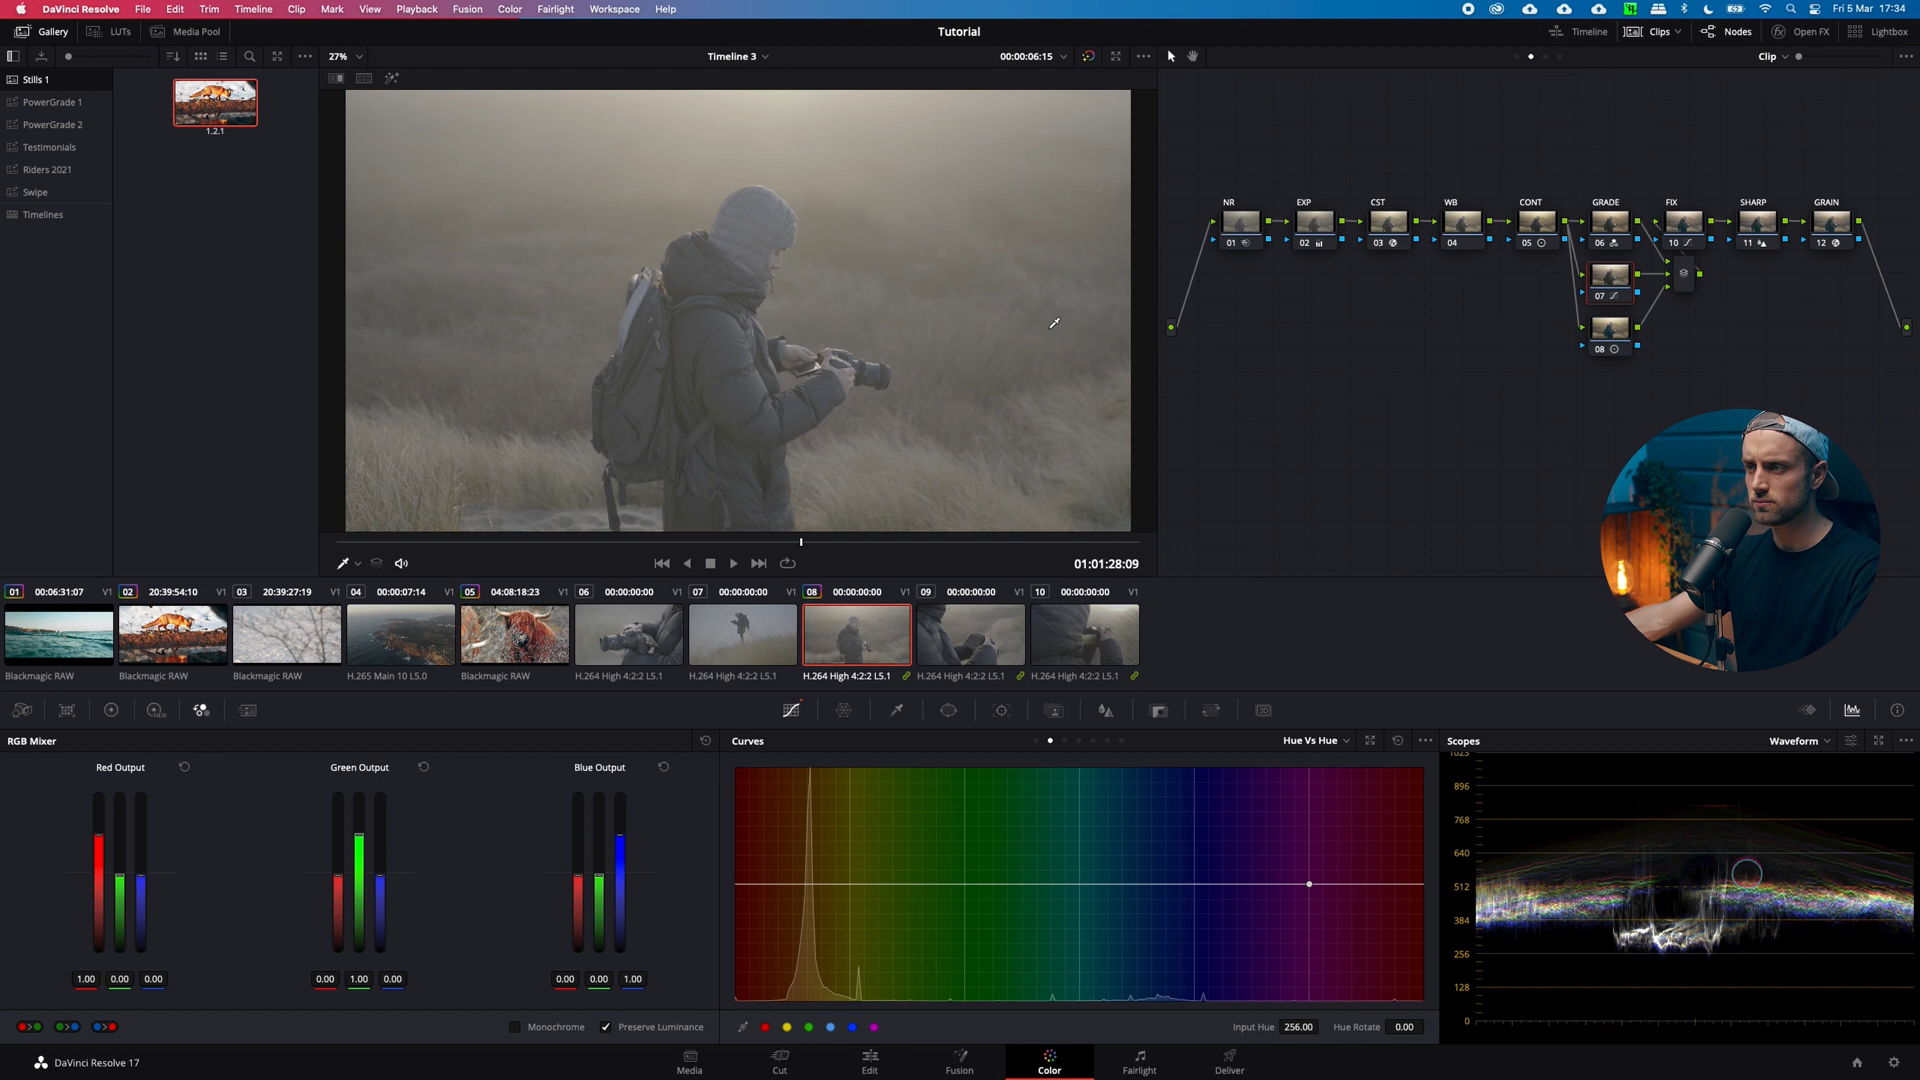 DaVinci Resolve File Edit Trim Timeline Clip Mark View Playback Fusion Color Fairlight Workspace Help Fri 5 Mar 17:34
Gallery LUTs Media Pool Tutorial Timeline Clips Nodes Open FX Lightbox
27% Timeline 3 00:00:06:15 Clip
Stills 1
PowerGrade 1
PowerGrade 2
Testimonials
Riders 2021
Swipe
Timelines
1.2.1
NR EXP CST WB CONT GRADE FIX SHARP GRAIN
01 02 03 04 05 06 10 11 12
07
08
01:01:28:09
01 00:06:31:07 V1 02 20:39:54:10 V1 03 20:39:27:19 V1 04 00:00:07:14 V1 05 04:08:18:23 V1 06 00:00:00:00 V1 07 00:00:00:00 V1 08 00:00:00:00 V1 09 00:00:00:00 V1 10 00:00:00:00 V1
Blackmagic RAW Blackmagic RAW Blackmagic RAW H.265 Main 10 L5.0 Blackmagic RAW H.264 High 4:2:2 L5.1 H.264 High 4:2:2 L5.1 H.264 High 4:2:2 L5.1 H.264 High 4:2:2 L5.1 H.264 High 4:2:2 L5.1
RGB Mixer Curves Hue Vs Hue Scopes Waveform
Red Output Green Output Blue Output
1023
896
768
640
512
384
256
128
0
1.00 0.00 0.00 0.00 1.00 0.00 0.00 0.00 1.00
Monochrome Preserve Luminance Input Hue 256.00 Hue Rotate 0.00
DaVinci Resolve 17 Media Cut Edit Fusion Color Fairlight Deliver